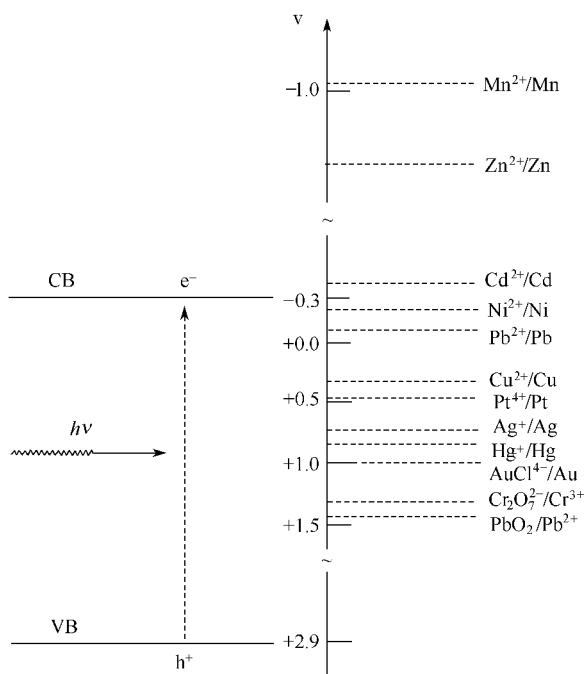 v
−1.0
Mn²⁺/Mn
Zn²⁺/Zn
~
CB e⁻
−0.3
Cd²⁺/Cd
Ni²⁺/Ni
+0.0
Pb²⁺/Pb
Cu²⁺/Cu
+0.5
Pt⁴⁺/Pt
Ag⁺/Ag
hν
Hg⁺/Hg
+1.0
AuCl⁴⁻/Au
Cr₂O₇²⁻/Cr³⁺
+1.5
PbO₂/Pb²⁺
~
VB
+2.9
h⁺